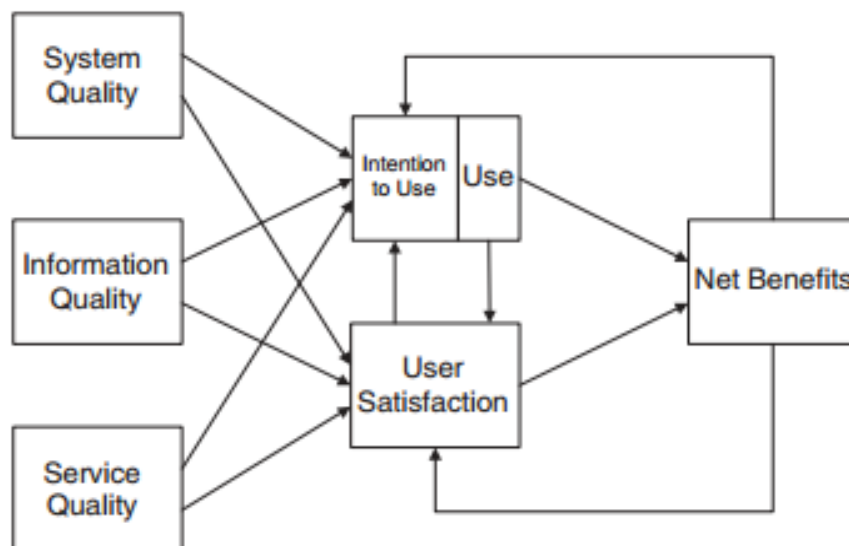 System
Quality
Intention
to Use
Use
Information
Quality
Net Benefits
User
Satisfaction
Service
Quality